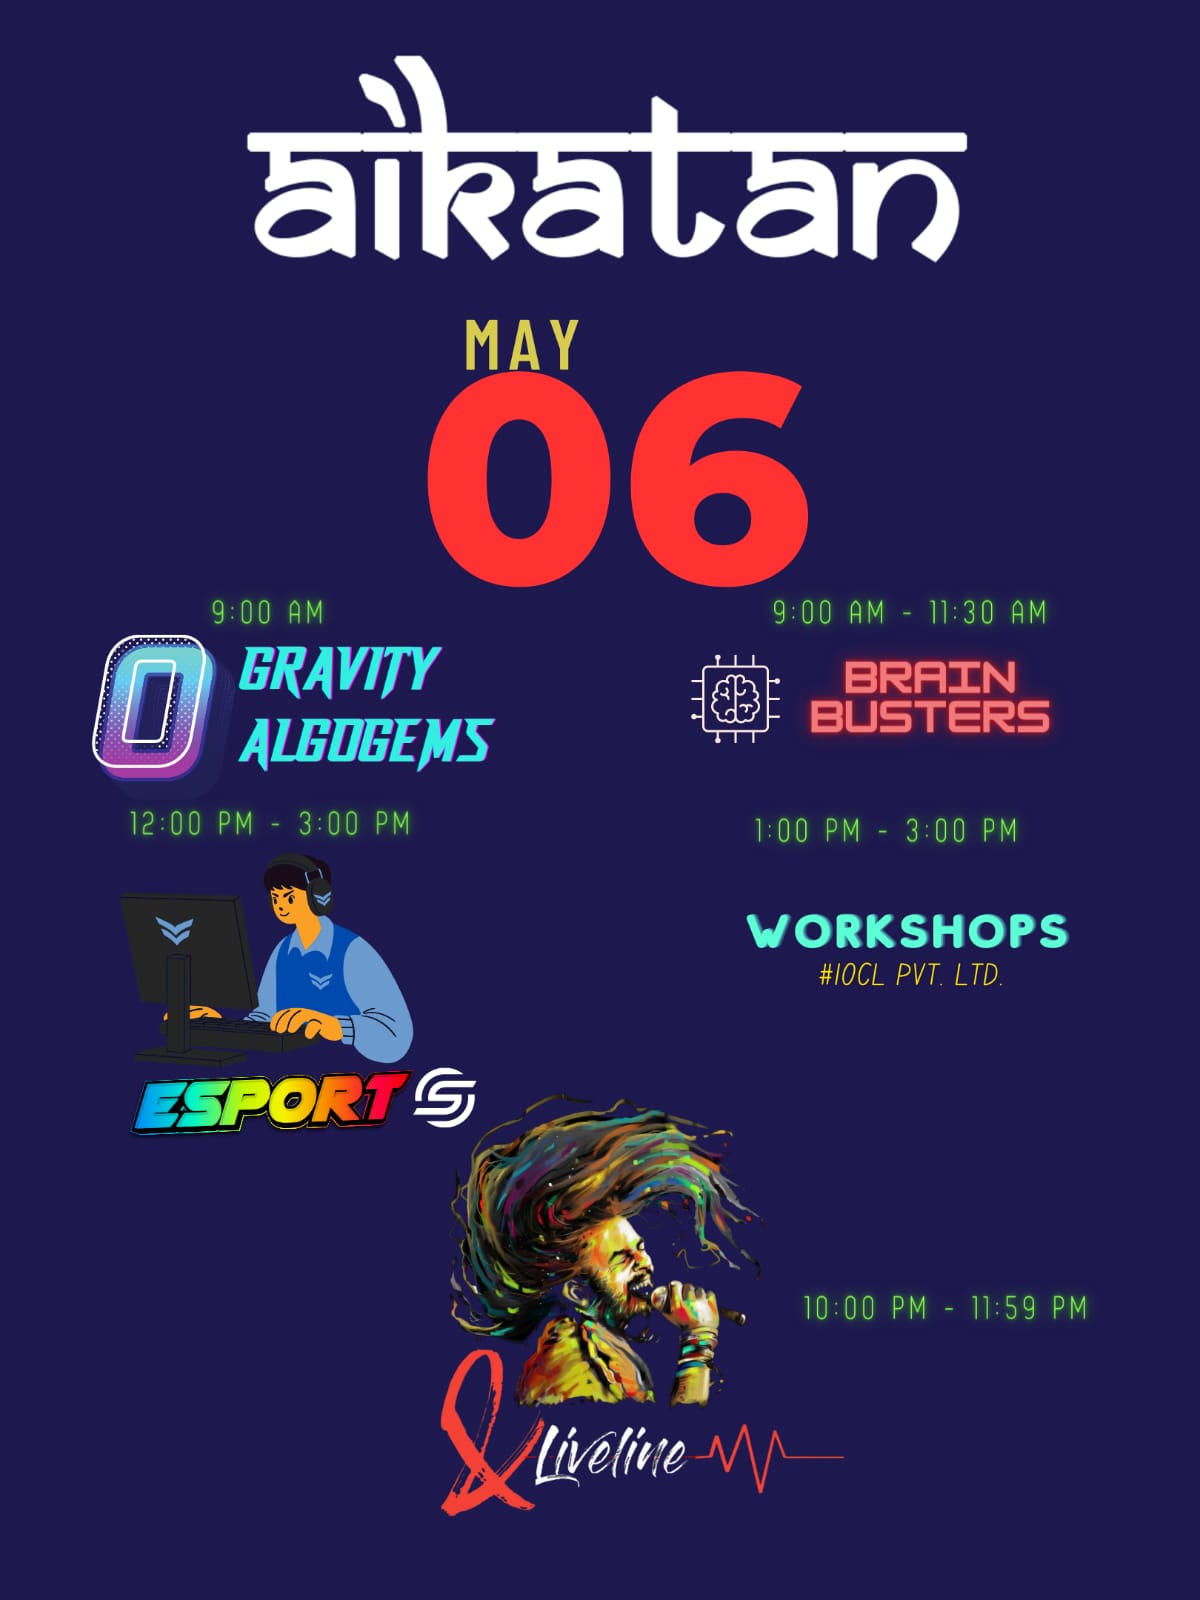 aikatan
MAY
06
9:00 AM
0 GRAVITY
ALGOGEMS
9:00 AM - 11:30 AM
BRAIN
BUSTERS
12:00 PM - 3:00 PM
ESPORTS
1:00 PM - 3:00 PM
WORKSHOPS
#IOCL PVT. LTD.
10:00 PM - 11:59 PM
& Liveline